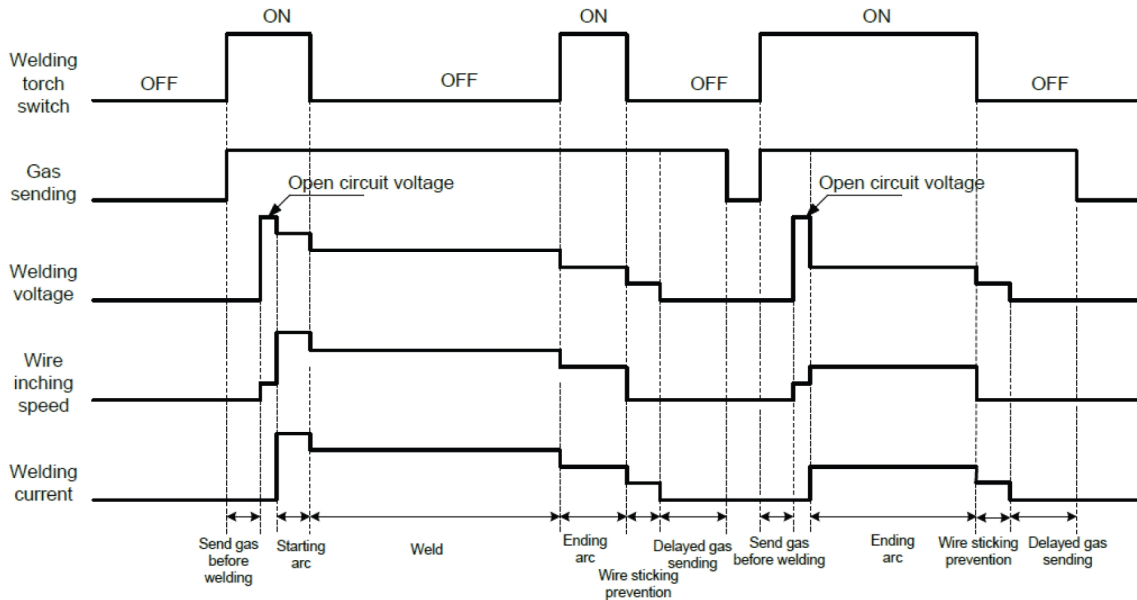 ON
ON
ON
Welding
torch
switch
OFF
OFF
OFF
OFF
Gas
sending
Open circuit voltage
Open circuit voltage
Welding
voltage
Wire
inching
speed
Welding
current
Send gas
before
welding
Starting
arc
Weld
Ending
arc
Wire sticking
prevention
Delayed gas
sending
Send gas
before welding
Ending
arc
Wire sticking
prevention
Delayed gas
sending